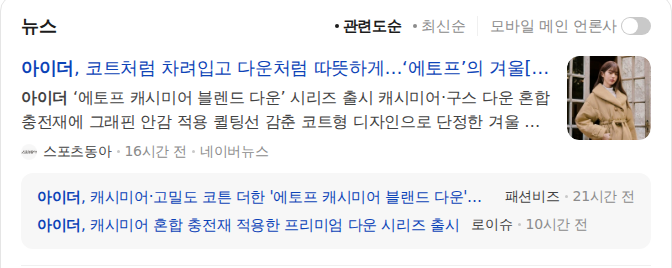 뉴스
• 관련도순 • 최신순 모바일 메인 언론사
아이더, 코트처럼 차려입고 다운처럼 따뜻하게…‘에토프’의 겨울[…
아이더 ‘에토프 캐시미어 블렌드 다운’ 시리즈 출시 캐시미어·구스 다운 혼합
충전재에 그래핀 안감 적용 퀼팅선 감춘 코트형 디자인으로 단정한 겨울 ...
스포츠동아 • 16시간 전 • 네이버뉴스
아이더, 캐시미어·고밀도 코튼 더한 '에토프 캐시미어 블랜드 다운'... 패션비즈 • 21시간 전
아이더, 캐시미어 혼합 충전재 적용한 프리미엄 다운 시리즈 출시 로이슈 • 10시간 전